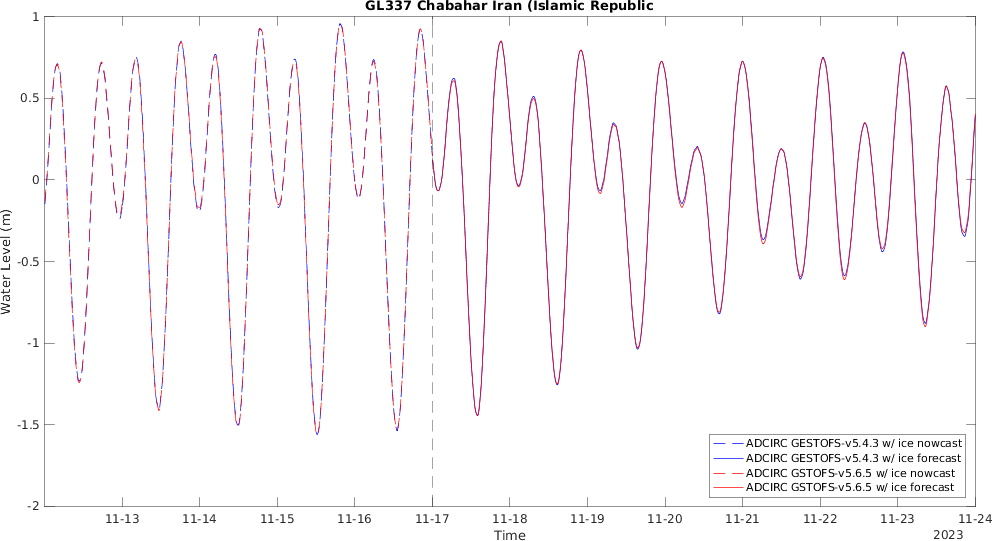 GL337 Chabahar Iran (Islamic Republic
1
0.5
0
-0.5
-1
-1.5
-2
Water Level (m)
ADCIRC GESTOFS-v5.4.3 w/ ice nowcast
ADCIRC GESTOFS-v5.4.3 w/ ice forecast
ADCIRC GSTOFS-v5.6.5 w/ ice nowcast
ADCIRC GSTOFS-v5.6.5 w/ ice forecast
11-13 11-14 11-15 11-16 11-17 11-18 11-19 11-20 11-21 11-22 11-23 11-24
Time
2023